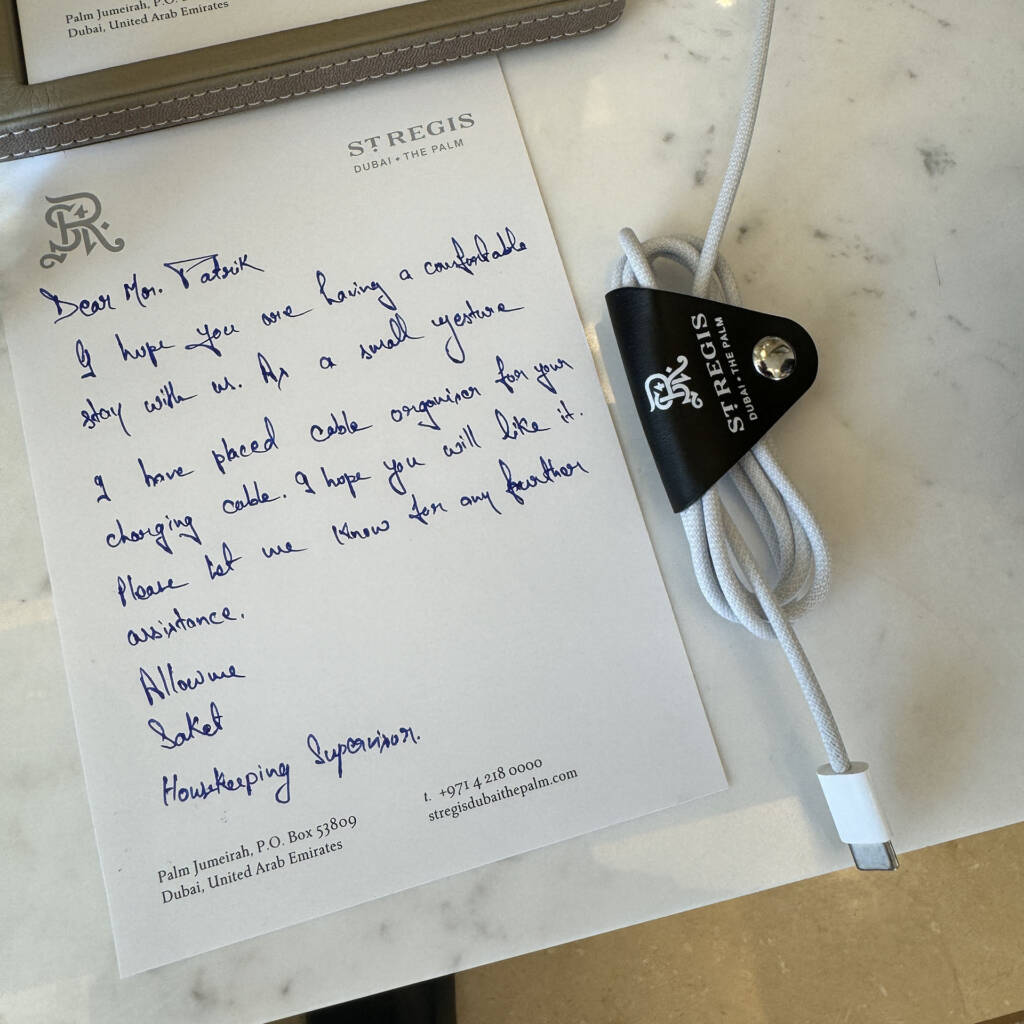 Palm Jumeirah, P.O. B
Dubai, United Arab Emirates
ST REGIS
DUBAI • THE PALM
SR
Dear Mr. Patrik
I hope you are having a comfortable
stay with us. As a small gesture
I have placed cable organiser for your
charging cable. I hope you will like it.
Please let me know for any further
assistance.
Allow me
Saket
Housekeeping Supervisor.
t. +971 4 218 0000
stregisdubaithepalm.com
Palm Jumeirah, P.O. Box 53809
Dubai, United Arab Emirates
SR
ST REGIS
DUBAI • THE PALM